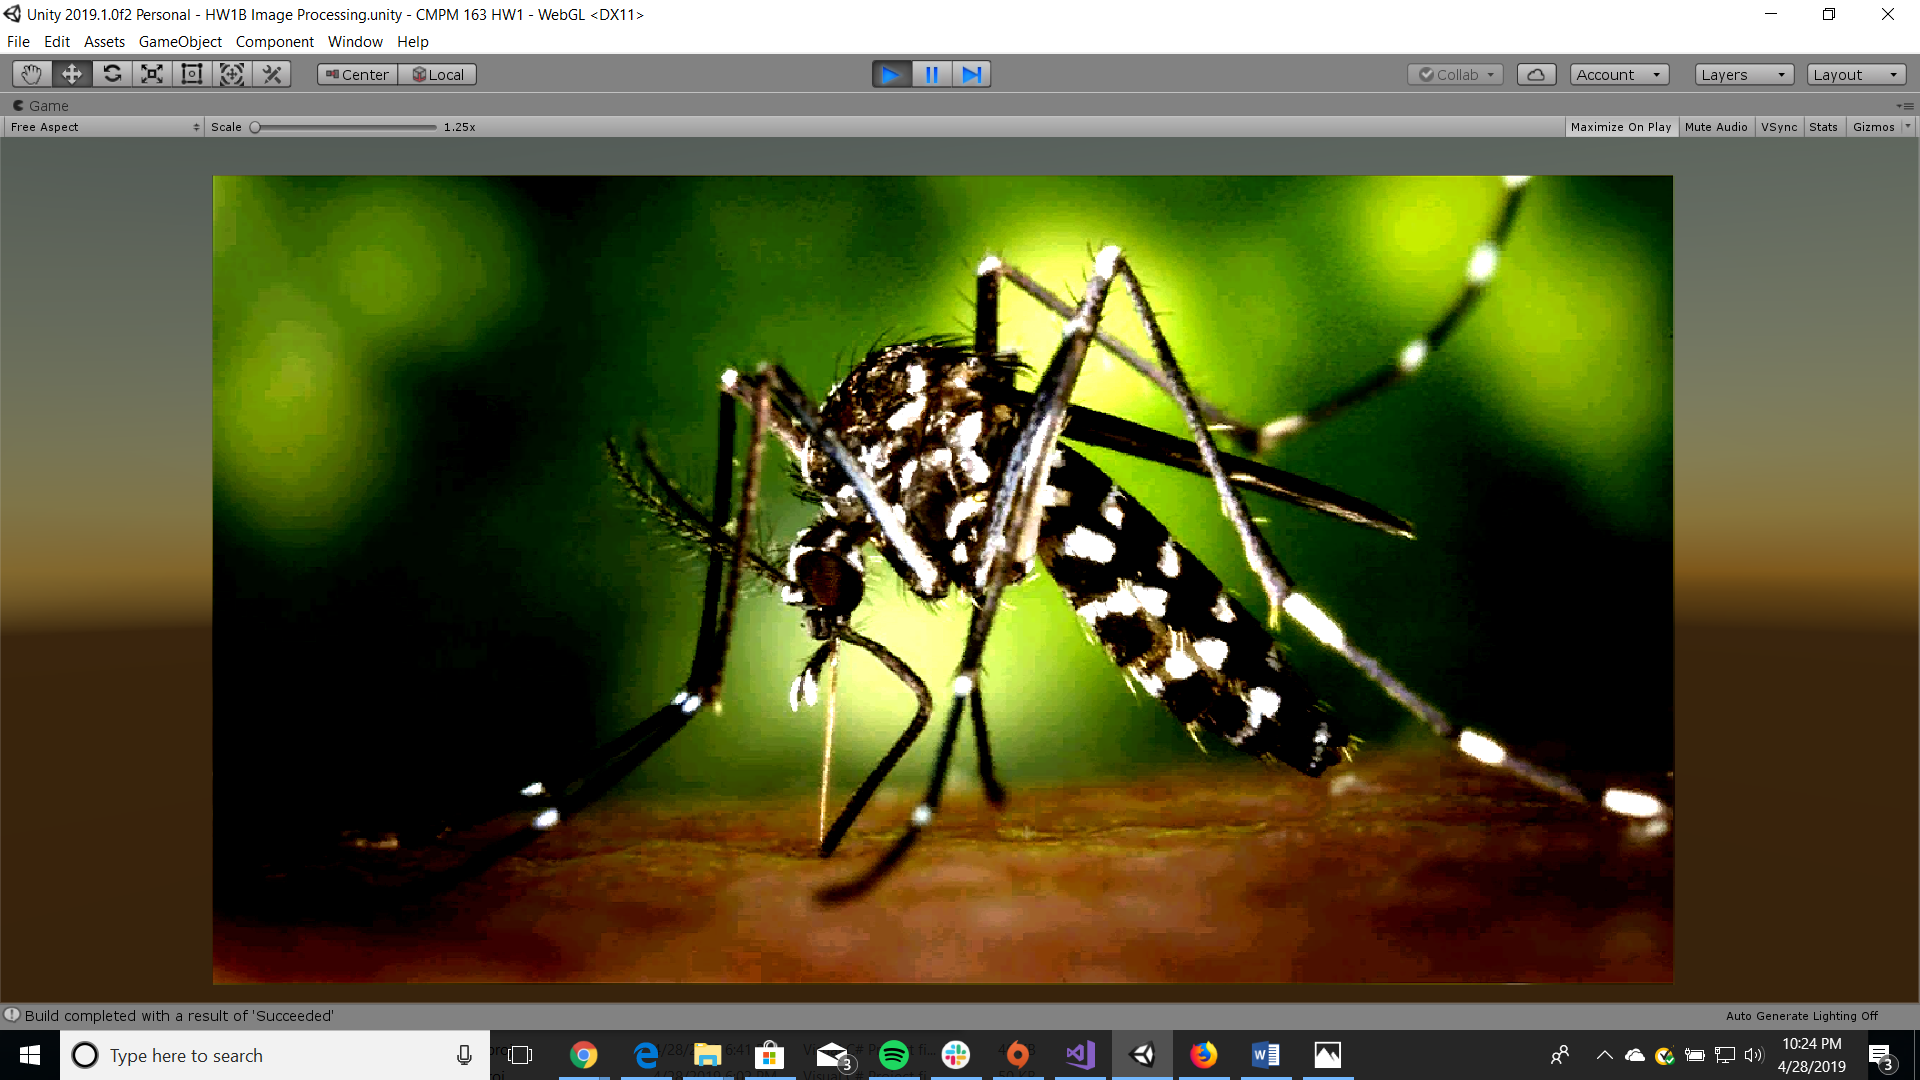 Unity 2019.1.0f2 Personal - HW1B Image Processing.unity - CMPM 163 HW1 - WebGL <DX11>
File Edit Assets GameObject Component Window Help
Center Local Collab Account Layers Layout
Game
Free Aspect Scale 1.25x Maximize On Play Mute Audio VSync Stats Gizmos
Build completed with a result of 'Succeeded' Auto Generate Lighting Off
Type here to search
3
10:24 PM
4/28/2019
3